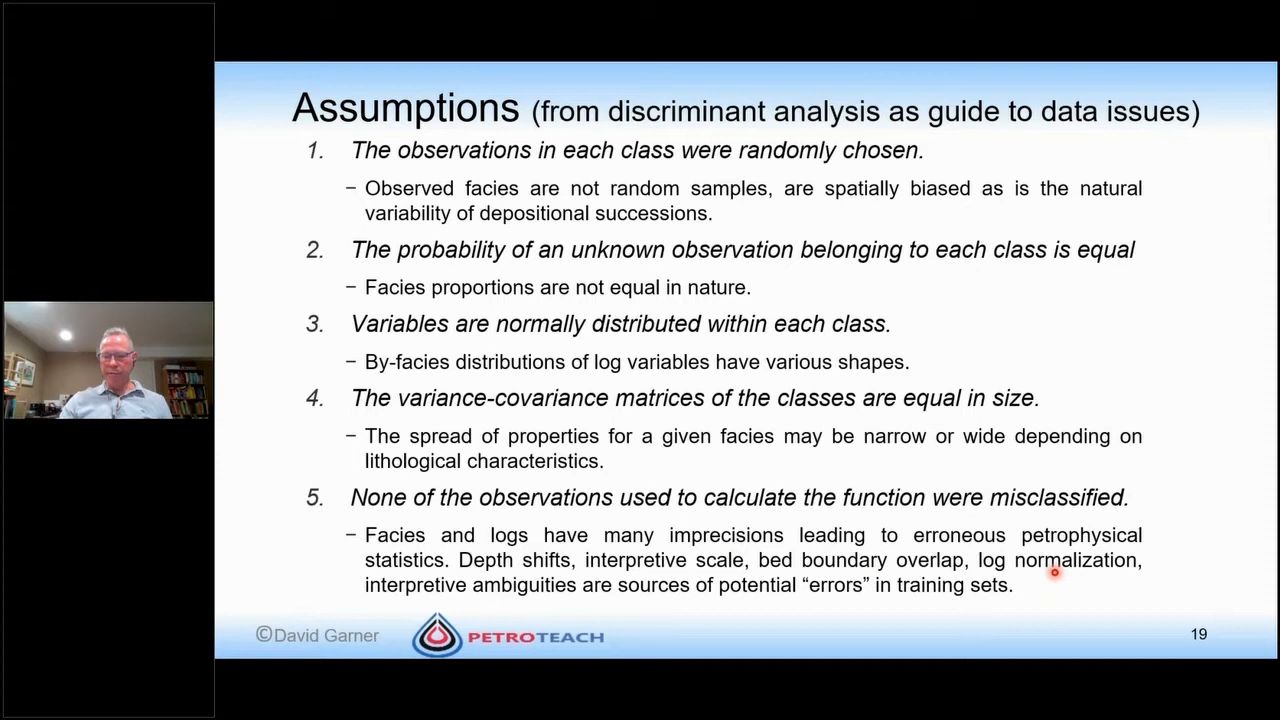 Assumptions (from discriminant analysis as guide to data issues)
1. The observations in each class were randomly chosen.
– Observed facies are not random samples, are spatially biased as is the natural
variability of depositional successions.
2. The probability of an unknown observation belonging to each class is equal
– Facies proportions are not equal in nature.
3. Variables are normally distributed within each class.
– By-facies distributions of log variables have various shapes.
4. The variance-covariance matrices of the classes are equal in size.
– The spread of properties for a given facies may be narrow or wide depending on
lithological characteristics.
5. None of the observations used to calculate the function were misclassified.
– Facies and logs have many imprecisions leading to erroneous petrophysical
statistics. Depth shifts, interpretive scale, bed boundary overlap, log normalization,
interpretive ambiguities are sources of potential “errors” in training sets.
©David Garner
PETROTEACH
19